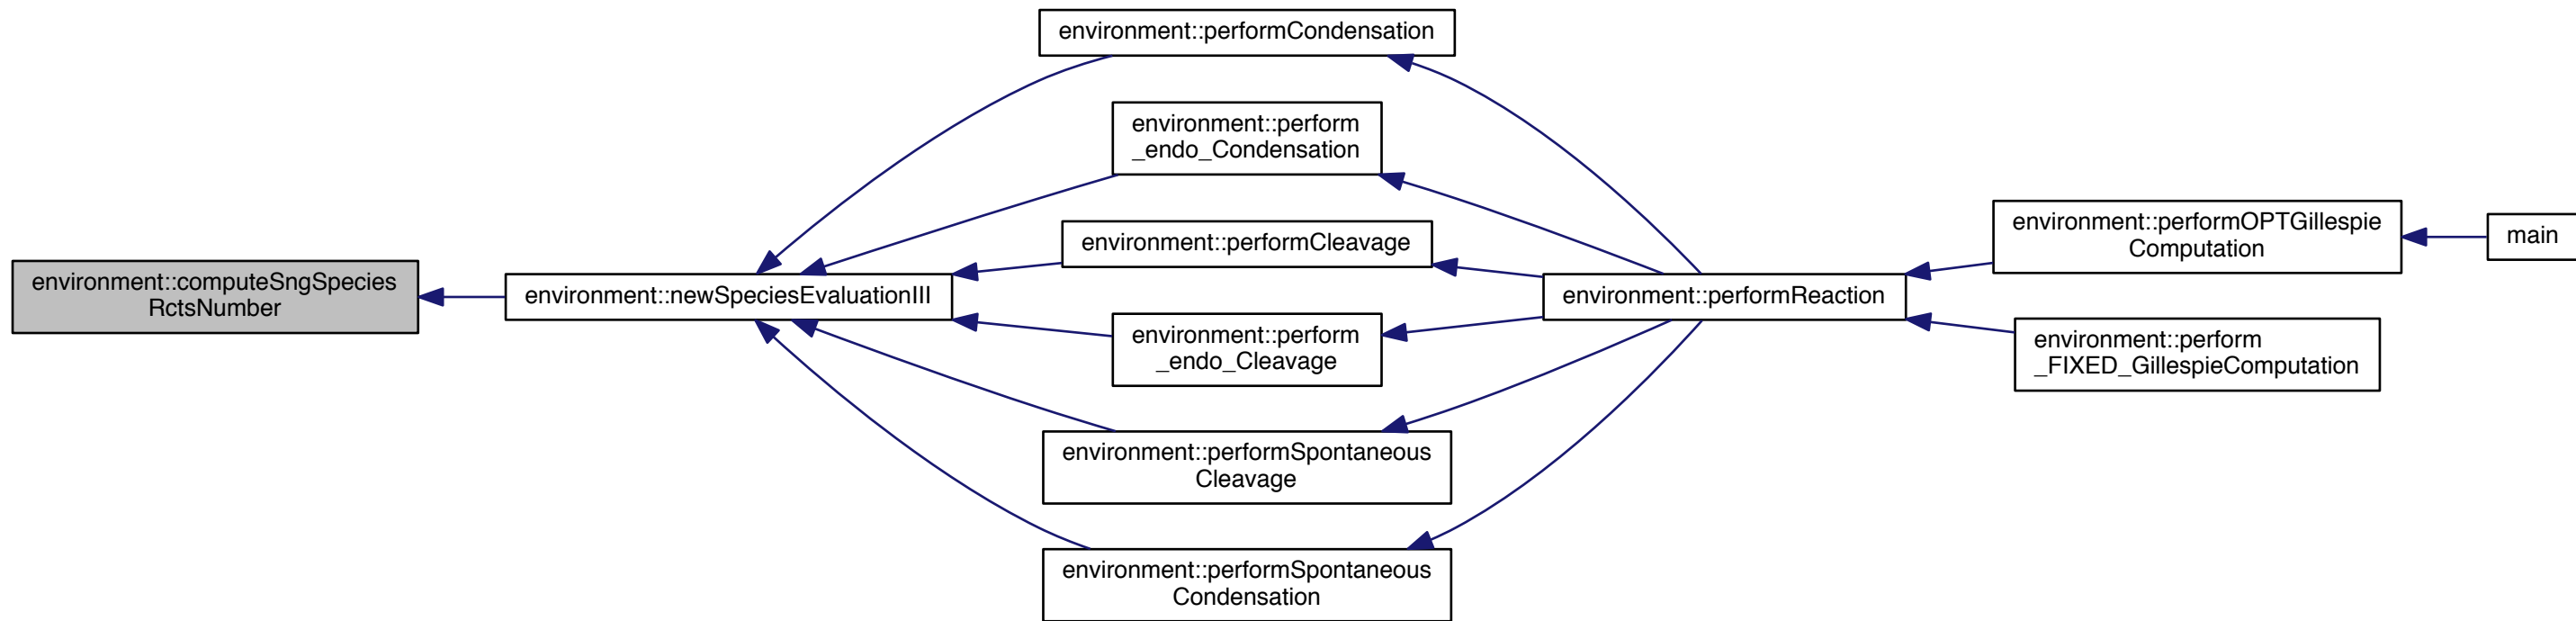 environment::computeSngSpecies
RctsNumber
environment::newSpeciesEvaluationIII
environment::performCondensation
environment::perform
_endo_Condensation
environment::performCleavage
environment::perform
_endo_Cleavage
environment::performSpontaneous
Cleavage
environment::performSpontaneous
Condensation
environment::performReaction
environment::performOPTGillespie
Computation
environment::perform
_FIXED_GillespieComputation
main